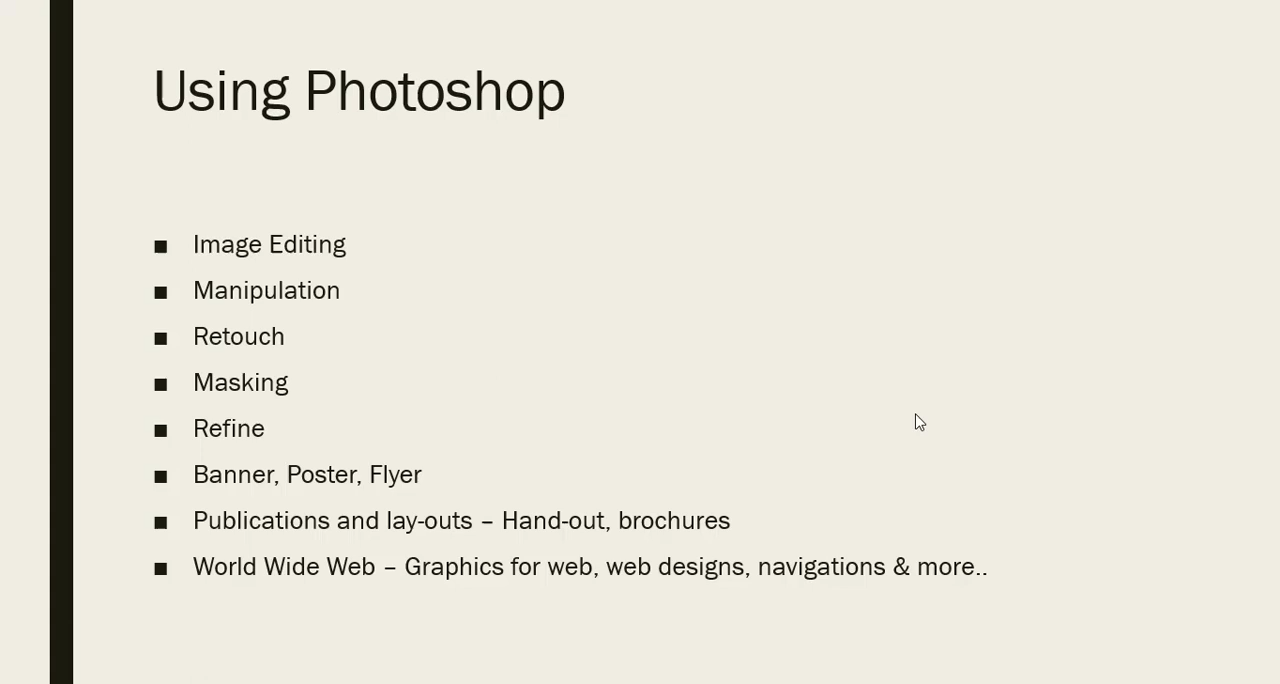 Using Photoshop
■ Image Editing
■ Manipulation
■ Retouch
■ Masking
■ Refine
■ Banner, Poster, Flyer
■ Publications and lay-outs – Hand-out, brochures
■ World Wide Web – Graphics for web, web designs, navigations & more..